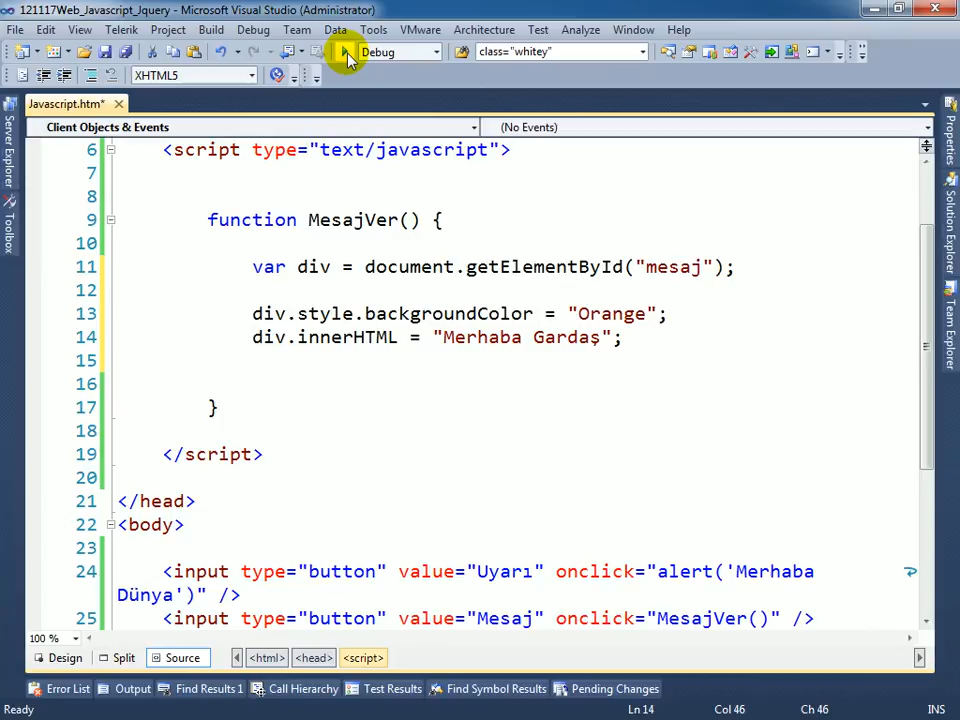 121117Web_Javascript_Jquery - Microsoft Visual Studio (Administrator)
File Edit View Telerik Project Build Debug Team Data Tools VMware Architecture Test Analyze Window Help
Debug class="whitey"
XHTML5
Javascript.htm*
Client Objects & Events (No Events)
Server Explorer
Toolbox
Properties
Solution Explorer
Team Explorer
6 <script type="text/javascript">
7
8
9 function MesajVer() {
10
11 var div = document.getElementById("mesaj");
12
13 div.style.backgroundColor = "Orange";
14 div.innerHTML = "Merhaba Gardaş";
15
16
17 }
18
19 </script>
20
21 </head>
22 <body>
23
24 <input type="button" value="Uyarı" onclick="alert('Merhaba
Dünya')" />
25 <input type="button" value="Mesaj" onclick="MesajVer()" />
100 %
Design Split Source <html> <head> <script>
Error List Output Find Results 1 Call Hierarchy Test Results Find Symbol Results Pending Changes
Ready Ln 14 Col 46 Ch 46 INS